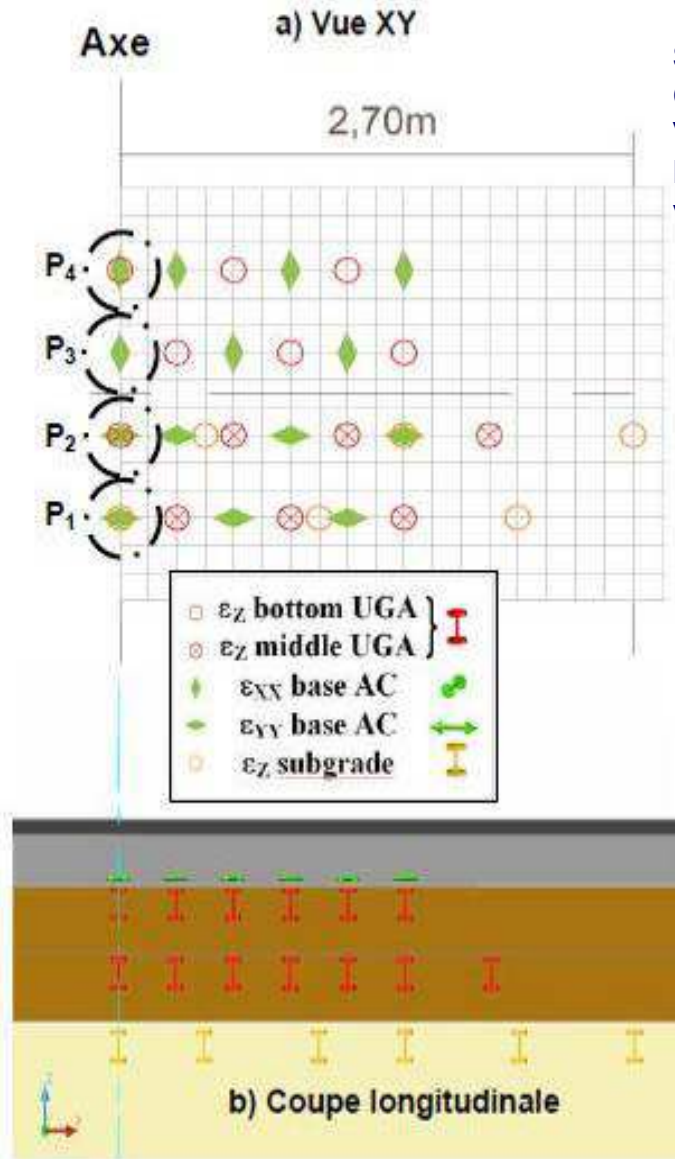 a) Vue XY
Axe
2,70m
P4
P3
P2
P1
εZ bottom UGA
εZ middle UGA
εXX base AC
εYY base AC
εZ subgrade
b) Coupe longitudinale